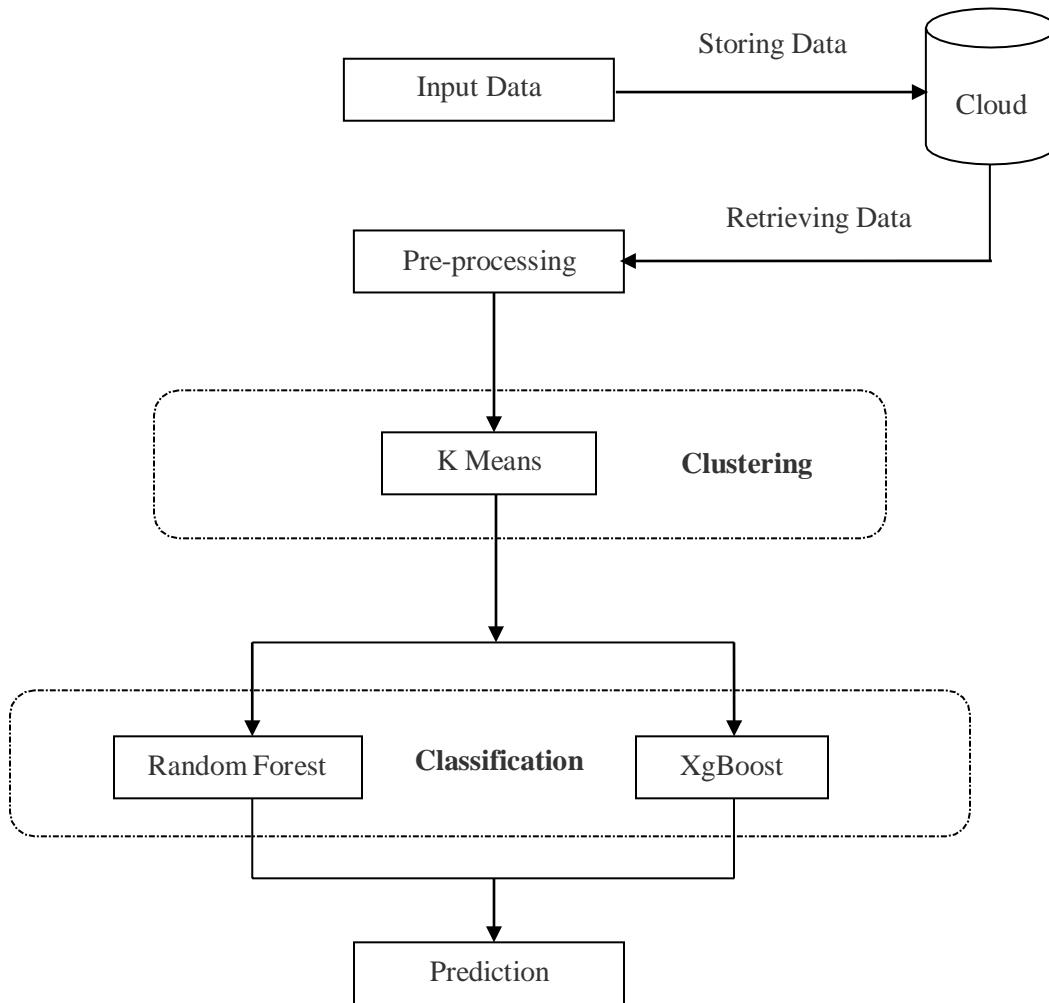 Storing Data
Input Data
Cloud
Retrieving Data
Pre-processing
K Means
Clustering
Random Forest
Classification
XgBoost
Prediction